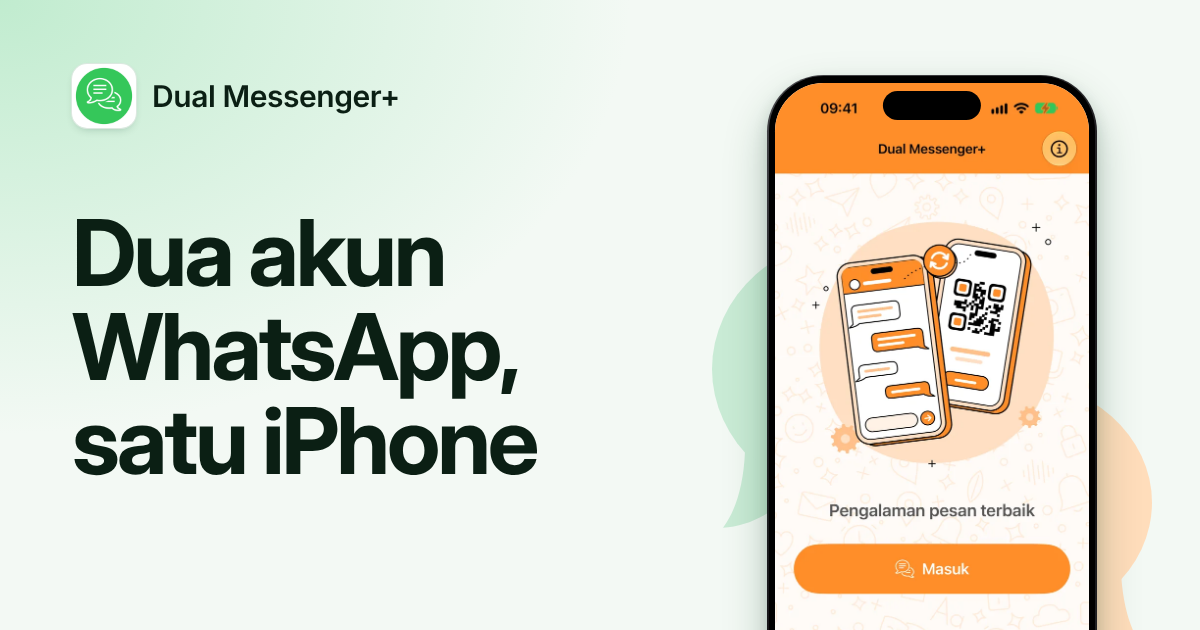 Dual Messenger+
Dua akun
WhatsApp,
satu iPhone
09:41
Dual Messenger+
Pengalaman pesan terbaik
Masuk